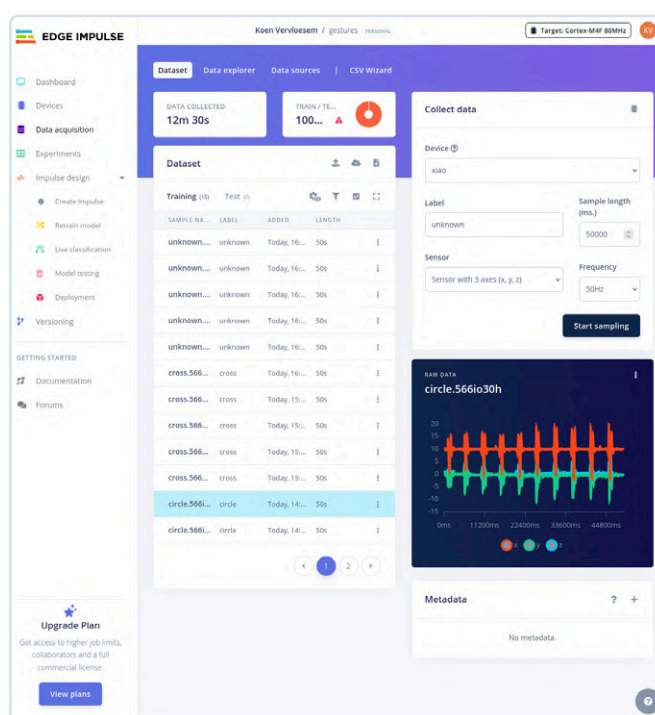 EDGE IMPULSE
Koen Vervloesem / gestures PERSONAL
Target: Cortex-M4F 80MHz
KV
Dashboard
Devices
Data acquisition
Experiments
Impulse design
Create impulse
Retrain model
Live classification
Model testing
Deployment
Versioning
GETTING STARTED
Documentation
Forums
Upgrade Plan
Get access to higher job limits,
collaborators and a full
commercial license.
View plans
Dataset Data explorer Data sources | CSV Wizard
DATA COLLECTED
12m 30s
TRAIN / TE...
100...
Dataset
Training (15) Test (0)
SAMPLE NA... LABEL ADDED LENGTH
unknown.... unknown Today, 16:... 50s
unknown.... unknown Today, 16:... 50s
unknown.... unknown Today, 16:... 50s
unknown.... unknown Today, 16:... 50s
unknown.... unknown Today, 16:... 50s
cross.566... cross Today, 16:... 50s
cross.566... cross Today, 15:... 50s
cross.566... cross Today, 15:... 50s
cross.566... cross Today, 15:... 50s
cross.566... cross Today, 15:... 50s
circle.566i... circle Today, 14:... 50s
circle.566i... circle Today, 14:... 50s
< 1 2 >
Collect data
Device ?
xiao
Label
unknown
Sample length
(ms.)
50000
Sensor
Sensor with 3 axes (x, y, z)
Frequency
50Hz
Start sampling
RAW DATA
circle.566io30h
20
15
10
5
0
-5
-10
-15
0ms 11200ms 22400ms 33600ms 44800ms
x y z
Metadata ? +
No metadata.
?